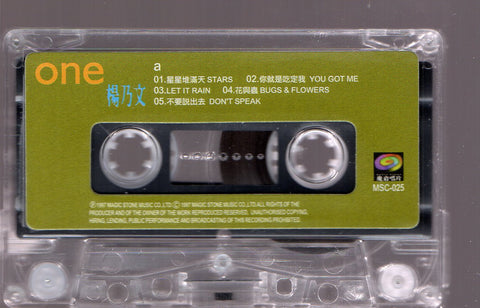 one
a
楊乃文
01.星星堆滿天 STARS 02.你就是吃定我 YOU GOT ME
03.LET IT RAIN 04.花與蟲 BUGS & FLOWERS
05.不要說出去 DON'T SPEAK
魔岩唱片
MSC-025
Ⓟ1997 MAGIC STONE MUSIC CO.,LTD.Ⓒ 1997 MAGIC STONE MUSIC CO.,LTD.ALL RIGHTS OF THE
PRODUCER AND OF THE OWNER OF THE WORK REPRODUCED RESERVED. UNAUTHORISED COPYING,
HIRING, LENDING, PUBLIC PERFORMANCE AND BROADCASTING OF THIS RECORDING PROHIBITED.